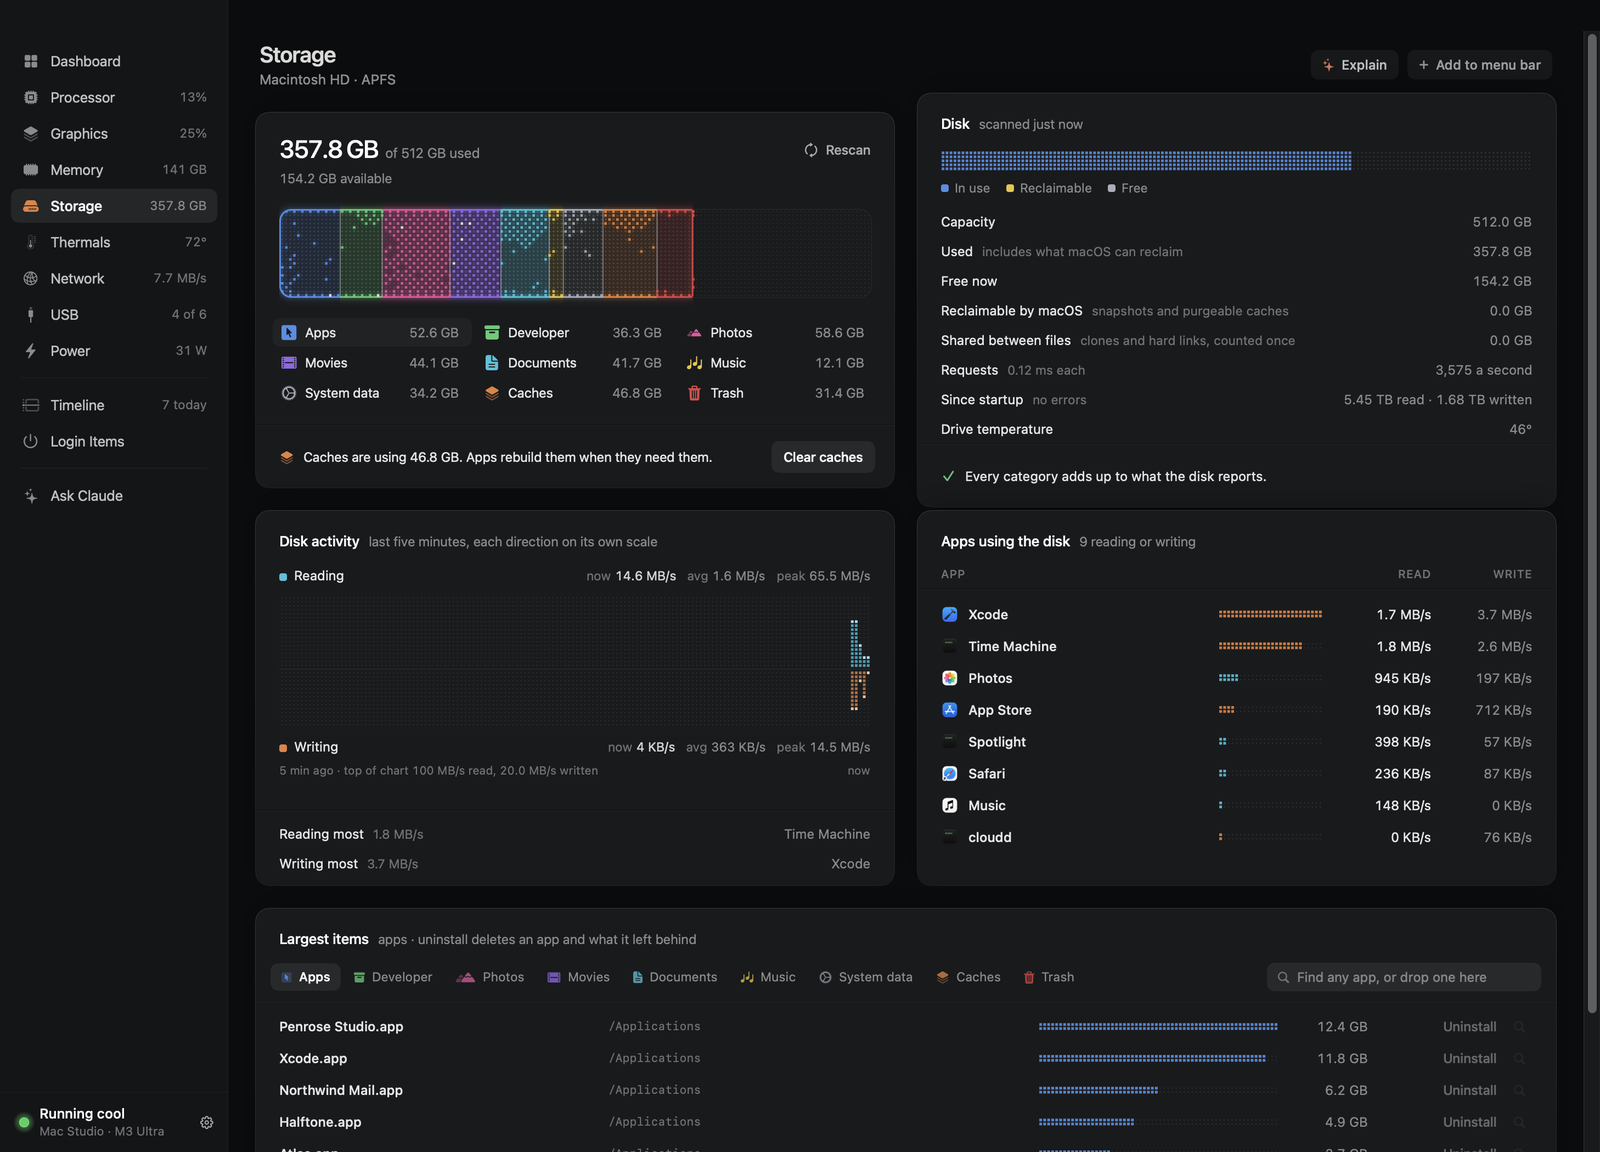 Dashboard
Processor 13%
Graphics 25%
Memory 141 GB
Storage 357.8 GB
Thermals 72°
Network 7.7 MB/s
USB 4 of 6
Power 31 W
Timeline 7 today
Login Items
Ask Claude
Running cool
Mac Studio · M3 Ultra
Storage
Macintosh HD · APFS
Explain
+ Add to menu bar
357.8 GB of 512 GB used
Rescan
154.2 GB available
Apps 52.6 GB Developer 36.3 GB Photos 58.6 GB
Movies 44.1 GB Documents 41.7 GB Music 12.1 GB
System data 34.2 GB Caches 46.8 GB Trash 31.4 GB
Caches are using 46.8 GB. Apps rebuild them when they need them.
Clear caches
Disk scanned just now
In use Reclaimable Free
Capacity 512.0 GB
Used includes what macOS can reclaim 357.8 GB
Free now 154.2 GB
Reclaimable by macOS snapshots and purgeable caches 0.0 GB
Shared between files clones and hard links, counted once 0.0 GB
Requests 0.12 ms each 3,575 a second
Since startup no errors 5.45 TB read · 1.68 TB written
Drive temperature 46°
Every category adds up to what the disk reports.
Disk activity last five minutes, each direction on its own scale
Reading now 14.6 MB/s avg 1.6 MB/s peak 65.5 MB/s
Writing now 4 KB/s avg 363 KB/s peak 14.5 MB/s
5 min ago · top of chart 100 MB/s read, 20.0 MB/s written now
Reading most 1.8 MB/s Time Machine
Writing most 3.7 MB/s Xcode
Apps using the disk 9 reading or writing
APP READ WRITE
Xcode 1.7 MB/s 3.7 MB/s
Time Machine 1.8 MB/s 2.6 MB/s
Photos 945 KB/s 197 KB/s
App Store 190 KB/s 712 KB/s
Spotlight 398 KB/s 57 KB/s
Safari 236 KB/s 87 KB/s
Music 148 KB/s 0 KB/s
cloudd 0 KB/s 76 KB/s
Largest items apps · uninstall deletes an app and what it left behind
Apps Developer Photos Movies Documents Music System data Caches Trash
Find any app, or drop one here
Penrose Studio.app /Applications 12.4 GB Uninstall
Xcode.app /Applications 11.8 GB Uninstall
Northwind Mail.app /Applications 6.2 GB Uninstall
Halftone.app /Applications 4.9 GB Uninstall